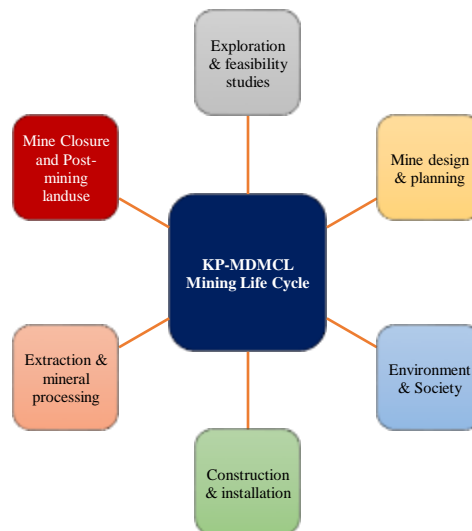 Exploration
& feasibility
studies
Mine Closure
and Post-
mining
landuse
Mine design
& planning
KP-MDMCL
Mining Life Cycle
Extraction &
mineral
processing
Environment
& Society
Construction
& installation